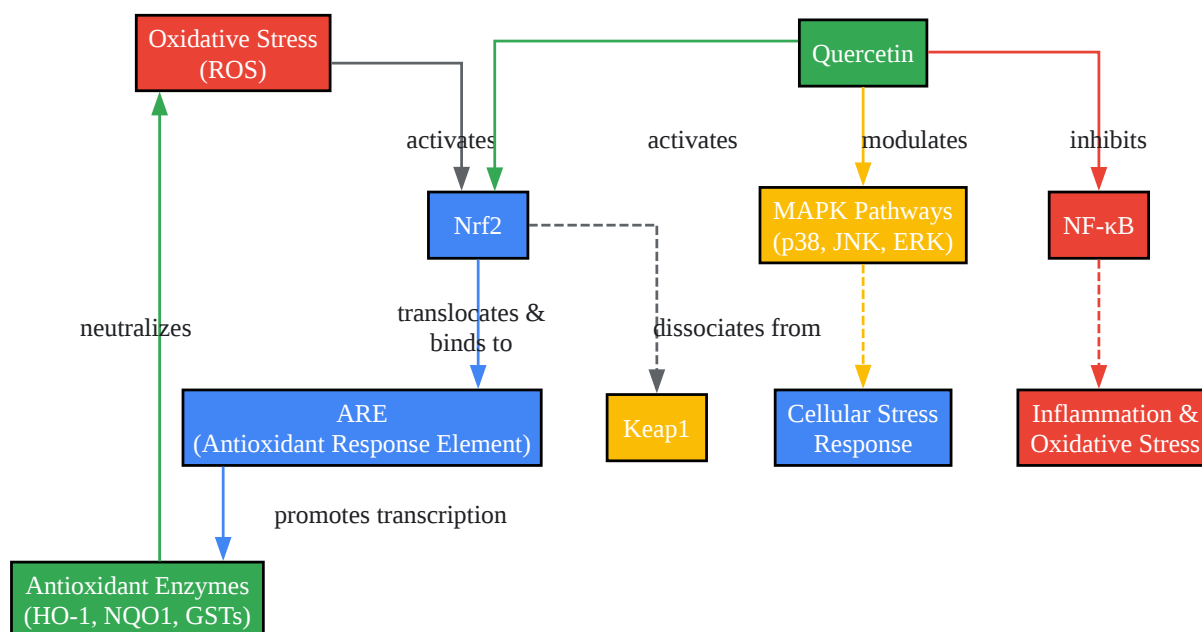 Oxidative Stress
(ROS)
Quercetin
activates
activates
modulates
inhibits
Nrf2
MAPK Pathways
(p38, JNK, ERK)
NF-κB
neutralizes
translocates &
binds to
dissociates from
ARE
(Antioxidant Response Element)
Keap1
Cellular Stress
Response
Inflammation &
Oxidative Stress
promotes transcription
Antioxidant Enzymes
(HO-1, NQO1, GSTs)